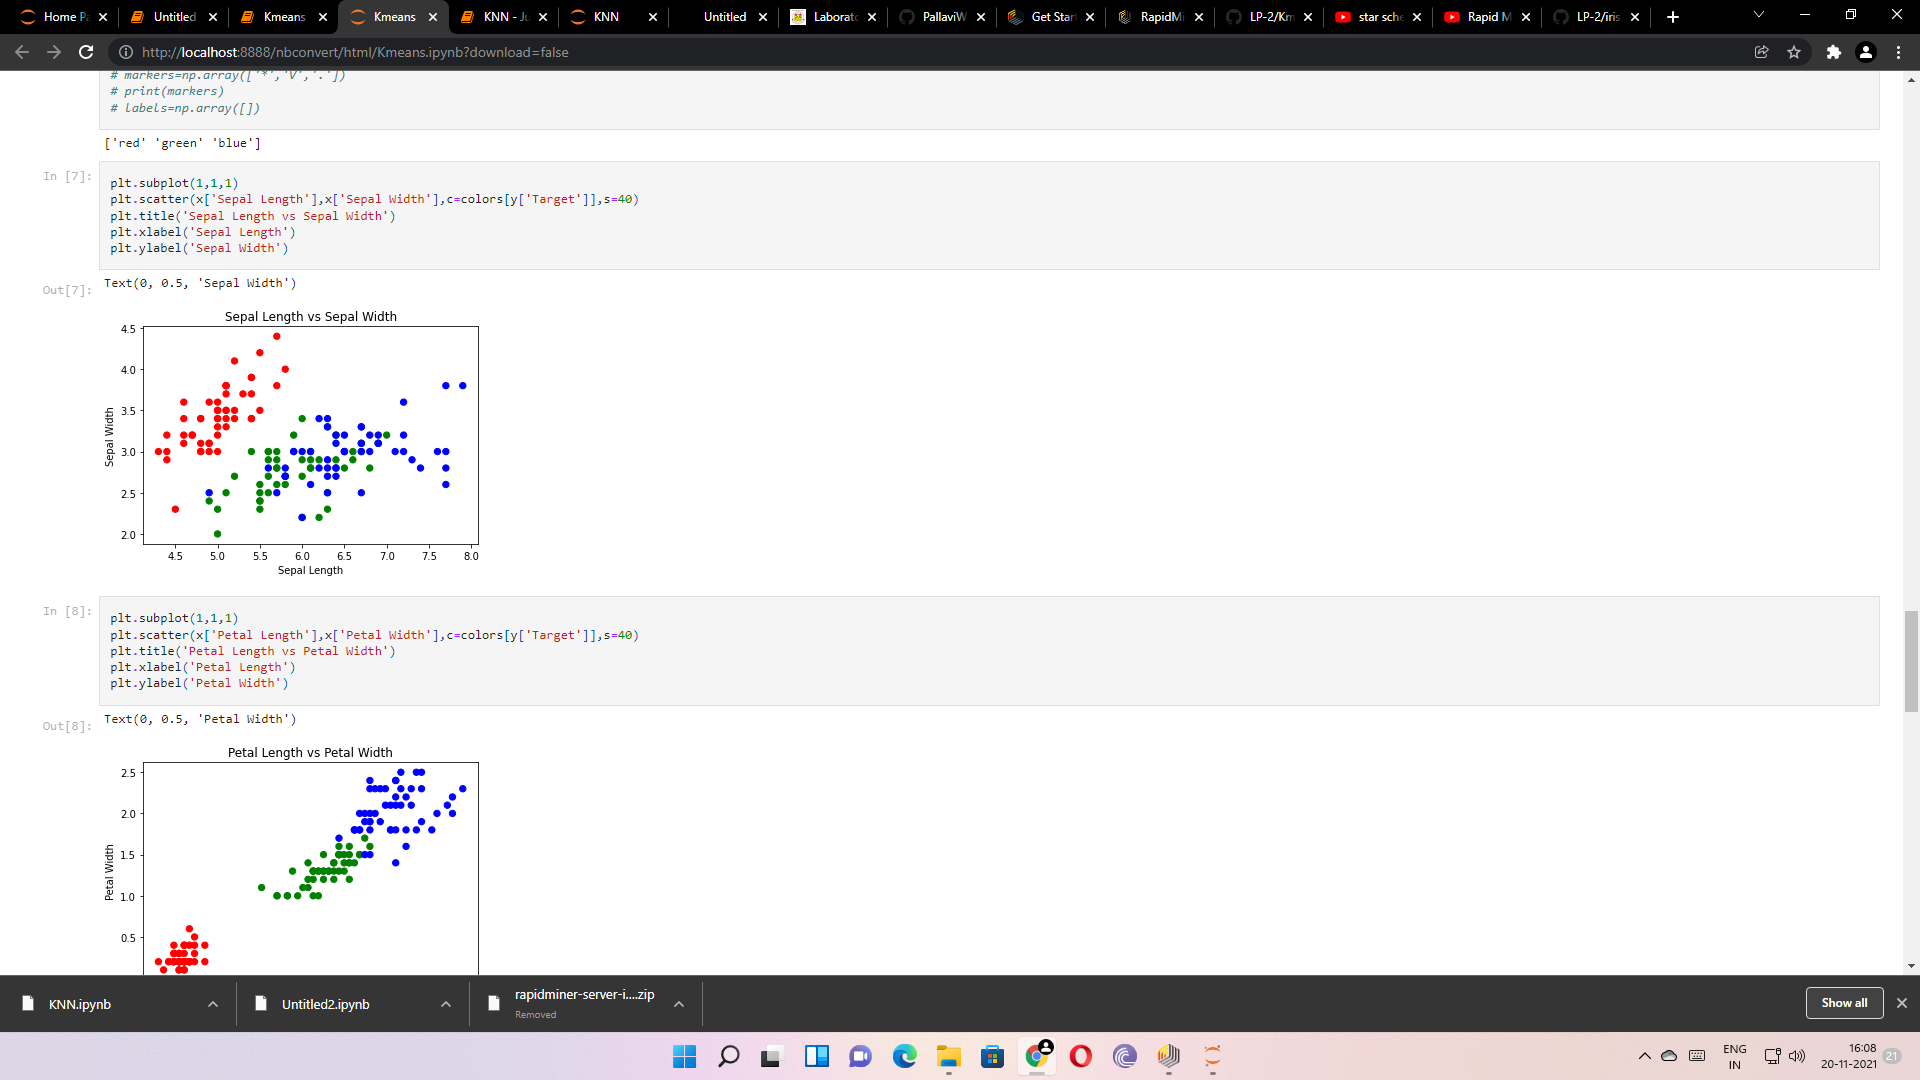 Home Pa
Untitled
Kmeans
Kmeans
KNN - Ju
KNN
Untitled
Laborato
PallaviW
Get Start
RapidMi
LP-2/Km
star sche
Rapid M
LP-2/iris
http://localhost:8888/nbconvert/html/Kmeans.ipynb?download=false
# markers=np.array(['*','V','.'])
# print(markers)
# labels=np.array([])
['red' 'green' 'blue']
In [7]:
plt.subplot(1,1,1)
plt.scatter(x['Sepal Length'],x['Sepal Width'],c=colors[y['Target']],s=40)
plt.title('Sepal Length vs Sepal Width')
plt.xlabel('Sepal Length')
plt.ylabel('Sepal Width')
Out[7]:
Text(0, 0.5, 'Sepal Width')
Sepal Length vs Sepal Width
4.5
4.0
3.5
3.0
2.5
2.0
Sepal Width
4.5 5.0 5.5 6.0 6.5 7.0 7.5 8.0
Sepal Length
In [8]:
plt.subplot(1,1,1)
plt.scatter(x['Petal Length'],x['Petal Width'],c=colors[y['Target']],s=40)
plt.title('Petal Length vs Petal Width')
plt.xlabel('Petal Length')
plt.ylabel('Petal Width')
Out[8]:
Text(0, 0.5, 'Petal Width')
Petal Length vs Petal Width
2.5
2.0
1.5
1.0
0.5
Petal Width
KNN.ipynb
Untitled2.ipynb
rapidminer-server-i....zip
Removed
Show all
ENG
IN
16:08
20-11-2021
21